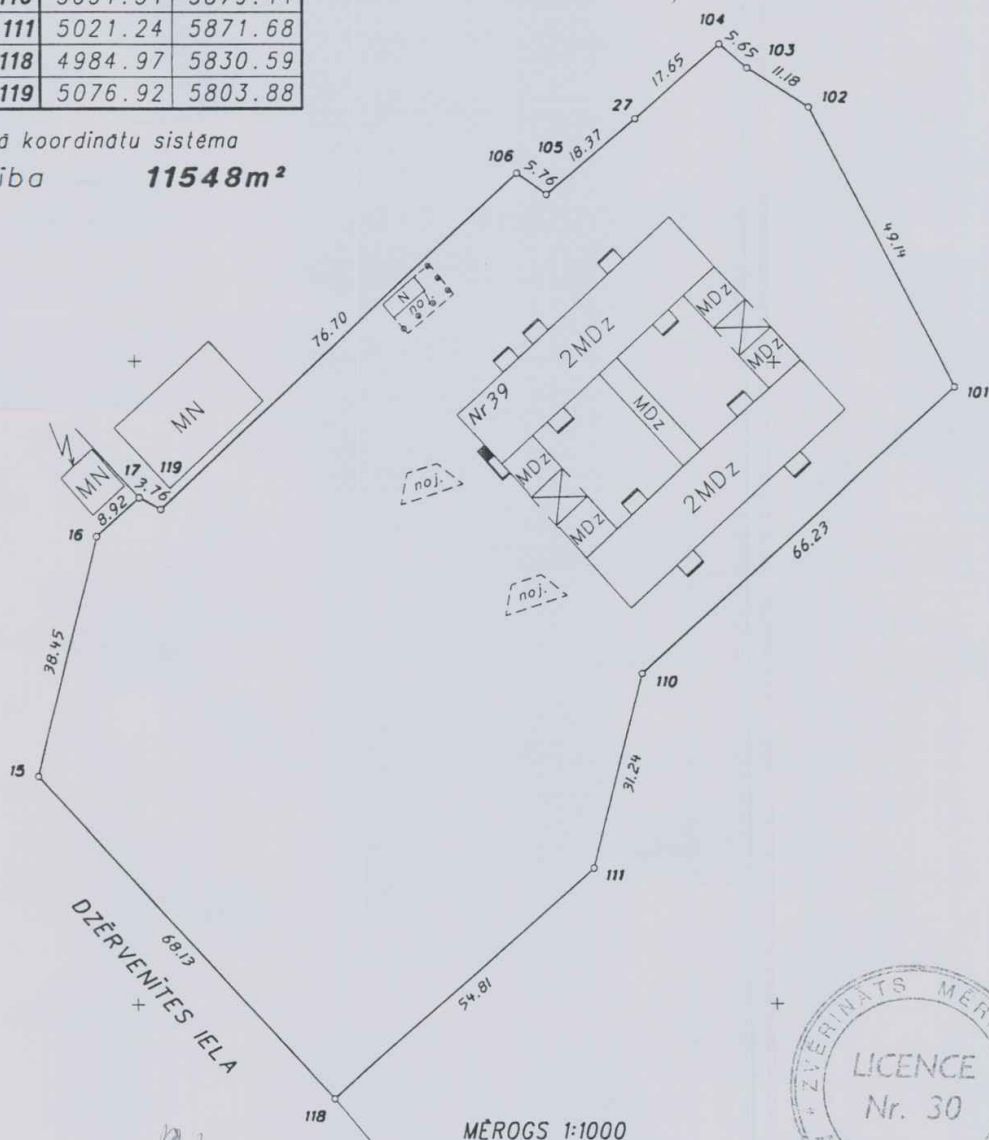 111 5021.24 5871.68
118 4984.97 5830.59
119 5076.92 5803.88
koordinātu sistēma
11548m²
104
5.65
103
17.65
11.18
102
27
105
18.37
106
5.76
49.14
76.70
N
noj.
2MDz
MDz
MDz
x
101
Nr 39
MDz
MN
MN
17
119
3.76
8.92
16
noj.
MDz
MDz
2MDz
66.23
noj.
38.45
110
15
31.24
111
DZĒRVENĪTES IELA
68.13
54.81
ZVĒRINĀTS
LICENCE
Nr. 30
118
MĒROGS 1:1000